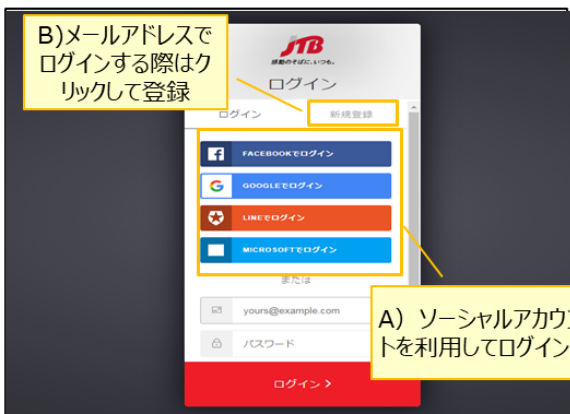 B)メールアドレスで
ログインする際はク
リックして登録
JTB
感動のそばに、いつも。
ログイン
ログイン
新規登録
FACEBOOKでログイン
GOOGLEでログイン
LINEでログイン
MICROSOFTでログイン
または
yours@example.com
パスワード
A) ソーシャルアカウン
トを利用してログイン
ログイン >